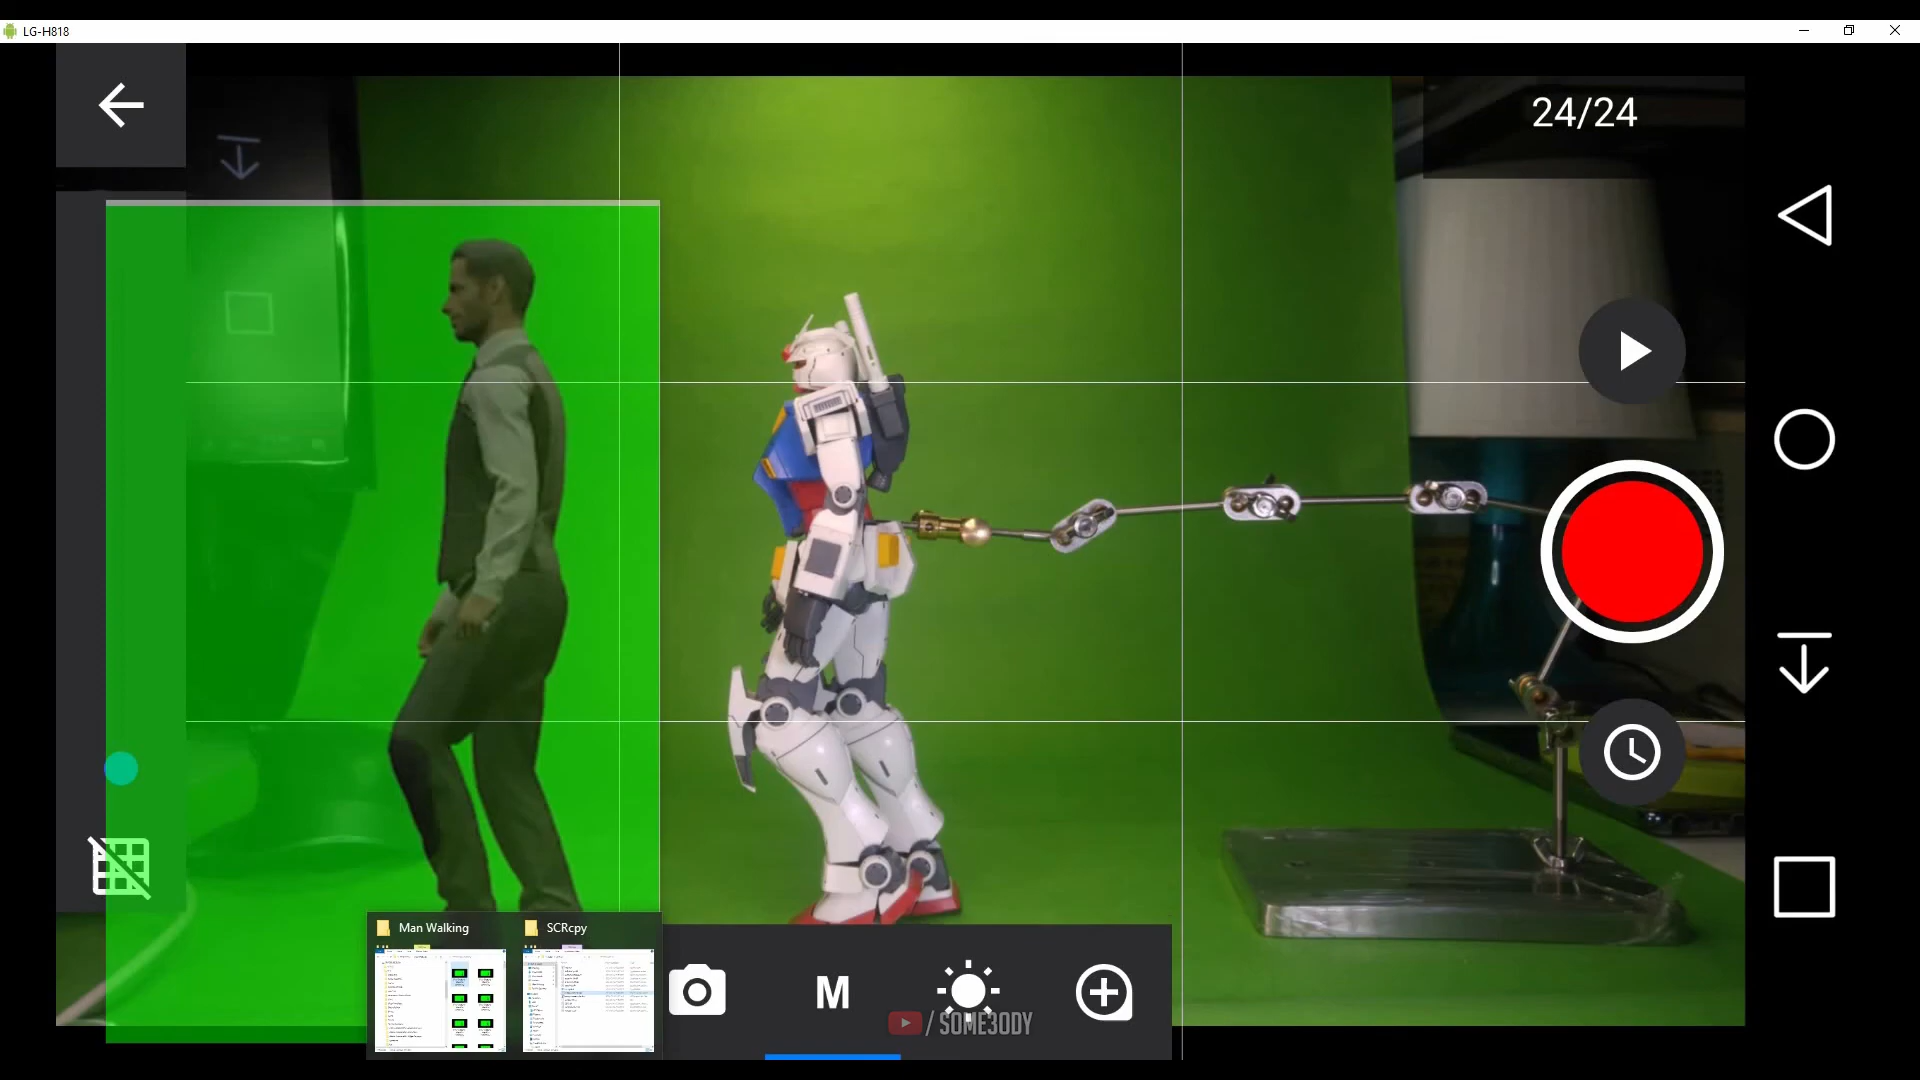 LG-H818
24/24
Man Walking
SCRcpy
M
/ SOME3ODY